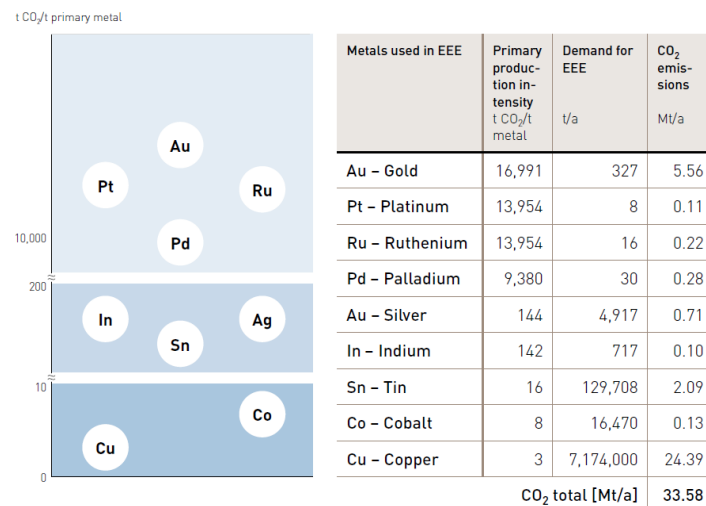 t CO₂/t primary metal
Au
Pt
Ru
Pd
10,000
200
In
Ag
Sn
10
Co
Cu
0
Metals used in EEE
Primary
produc-
tion in-
tensity
t CO₂/t
metal
Demand for
EEE
t/a
CO₂
emis-
sions
Mt/a
Au – Gold 16,991 327 5.56
Pt – Platinum 13,954 8 0.11
Ru – Ruthenium 13,954 16 0.22
Pd – Palladium 9,380 30 0.28
Au – Silver 144 4,917 0.71
In – Indium 142 717 0.10
Sn – Tin 16 129,708 2.09
Co – Cobalt 8 16,470 0.13
Cu – Copper 3 7,174,000 24.39
CO₂ total [Mt/a] 33.58